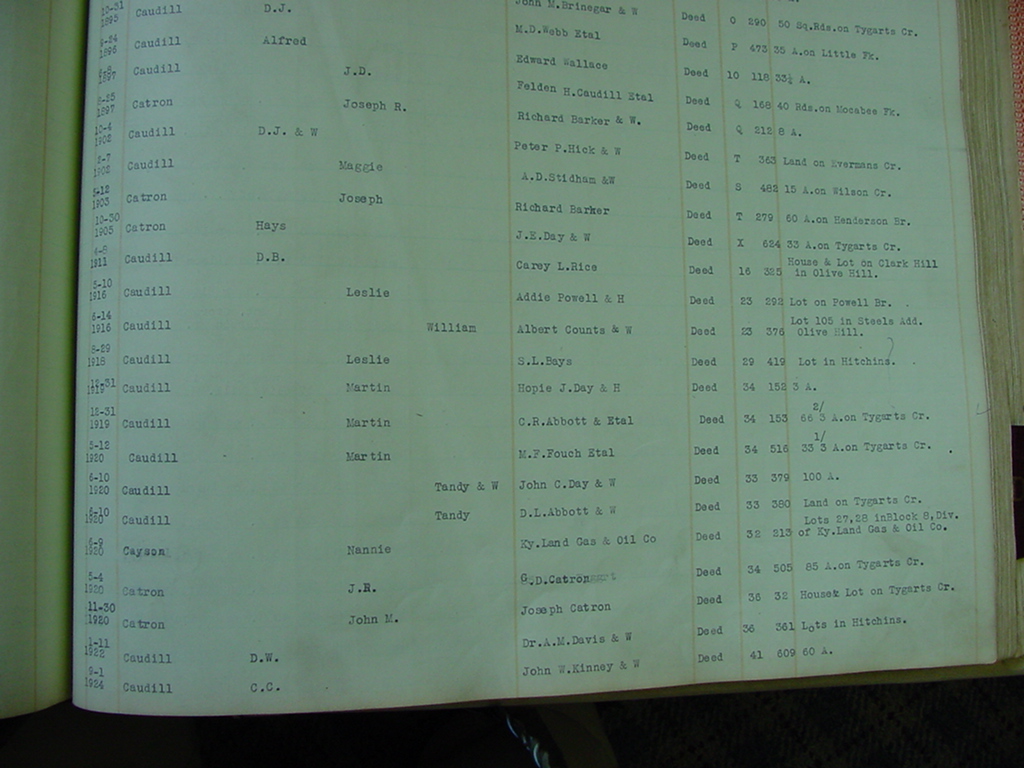 John M.Brinegar & W Deed O 290 50 Sq.Rds.on Tygarts Cr.
10-31 1895 Caudill D.J. M.D.Webb Etal Deed P 473 35 A.on Little Fk.
9-24 1896 Caudill Alfred Edward Wallace Deed 10 118 33½ A.
1897 Caudill J.D. Felden H.Caudill Etal Deed Q 168 40 Rds.on Mocabee Fk.
8-25 1897 Catron Joseph R. Richard Barker & W. Deed Q 212 8 A.
10-4 1902 Caudill D.J. & W Peter P.Hick & W Deed T 363 Land on Evermans Cr.
1902 Caudill Maggie A.D.Stidham &W Deed S 482 15 A.on Wilson Cr.
5-12 1903 Catron Joseph Richard Barker Deed T 279 60 A.on Henderson Br.
10-30 1905 Catron Hays J.E.Day & W Deed X 624 33 A.on Tygarts Cr.
1911 Caudill D.B. Carey L.Rice Deed 16 325 House & Lot on Clark Hill
in Olive Hill.
5-10 1916 Caudill Leslie Addie Powell & H Deed 23 292 Lot on Powell Br.
6-14 1916 Caudill William Albert Counts & W Deed 23 376 Lot 105 in Steels Add.
Olive Hill.
8-29 1918 Caudill Leslie S.L.Bays Deed 29 419 Lot in Hitchins.
12-31 1919 Caudill Martin Hopie J.Day & H Deed 34 152 3 A.
12-31 1919 Caudill Martin C.R.Abbott & Etal Deed 34 153 66 2/3 A.on Tygarts Cr.
5-12 1920 Caudill Martin M.F.Fouch Etal Deed 34 516 33 1/3 A.on Tygarts Cr.
6-10 1920 Caudill Tandy & W John C.Day & W Deed 33 379 100 A.
6-10 1920 Caudill Tandy D.L.Abbott & W Deed 33 380 Land on Tygarts Cr.
6-9 1920 Cayson Nannie Ky.Land Gas & Oil Co Deed 32 213 Lots 27,28 inBlock 8,Div.
of Ky.Land Gas & Oil Co.
5-4 1920 Catron J.R. G.D.Catron Deed 34 505 85 A.on Tygarts Cr.
11-30 1920 Catron John M. Joseph Catron Deed 36 32 House& Lot on Tygarts Cr.
1-11 1922 Caudill D.W. Dr.A.M.Davis & W Deed 36 361 Lots in Hitchins.
9-1 1924 Caudill C.C. John W.Kinney & W Deed 41 609 60 A.